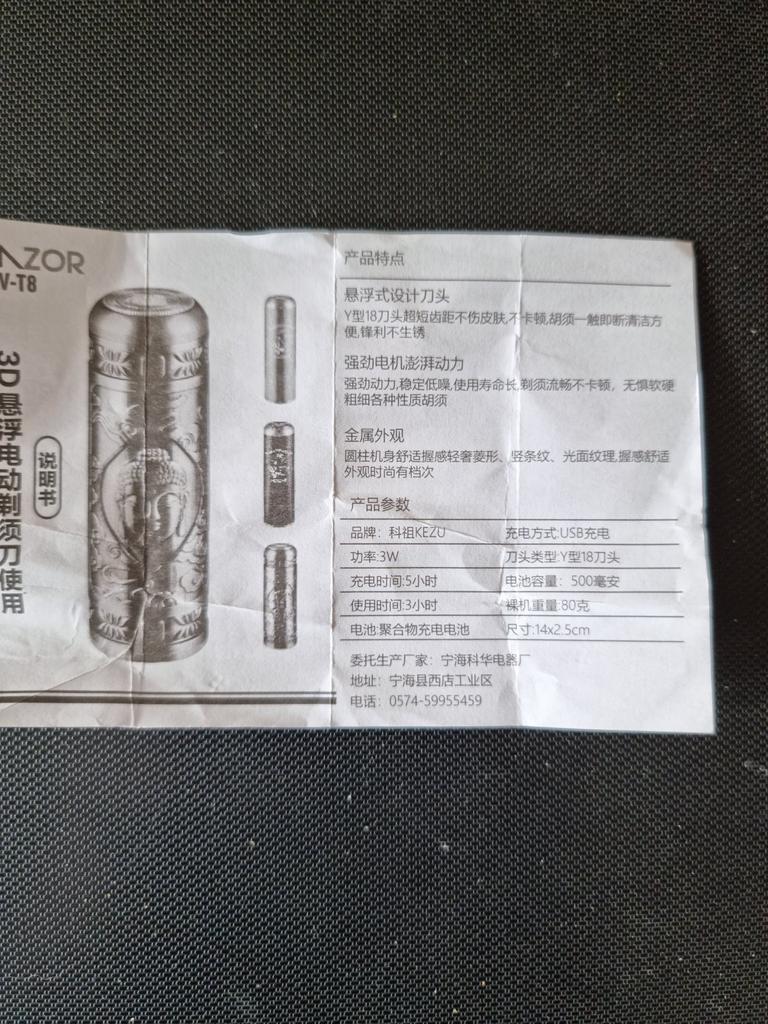 AZOR
V-T8
3D悬浮电动剃须刀使用
说明书
产品特点
悬浮式设计刀头
Y型18刀头超短齿距不伤皮肤,不卡顿,胡须一触即断清洁方
便,锋利不生锈
强劲电机澎湃动力
强劲动力,稳定低噪,使用寿命长,剃须流畅不卡顿，无惧软硬
粗细各种性质胡须
金属外观
圆柱机身舒适握感轻奢菱形、竖条纹、光面纹理,握感舒适
外观时尚有档次
产品参数
品牌：科祖KEZU 充电方式:USB充电
功率:3W 刀头类型:Y型18刀头
充电时间:5小时 电池容量：500毫安
使用时间:3小时 裸机重量:80克
电池:聚合物充电电池 尺寸:14x2.5cm
委托生产厂家：宁海科华电器厂
地址：宁海县西店工业区
电话：0574-59955459